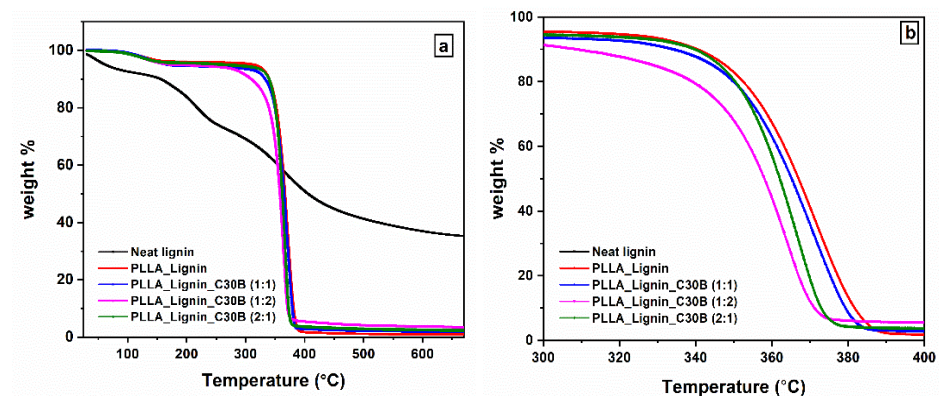 100
80
60
40
20
0
weight %
100
200
300
400
500
600
Temperature (°C)
a
Neat lignin
PLLA_Lignin
PLLA_Lignin_C30B (1:1)
PLLA_Lignin_C30B (1:2)
PLLA_Lignin_C30B (2:1)
100
80
60
40
20
0
weight %
300
320
340
360
380
400
Temperature (°C)
b
Neat lignin
PLLA_Lignin
PLLA_Lignin_C30B (1:1)
PLLA_Lignin_C30B (1:2)
PLLA_Lignin_C30B (2:1)